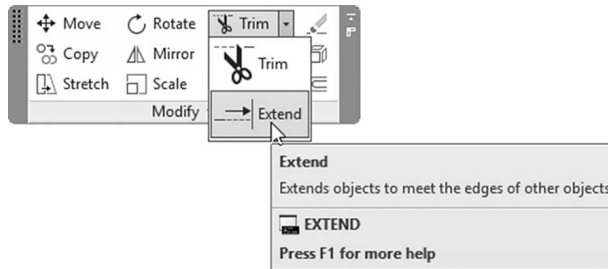 Move Rotate Trim
Copy Mirror Trim
Stretch Scale
Modify Extend
Extend
Extends objects to meet the edges of other objects
EXTEND
Press F1 for more help